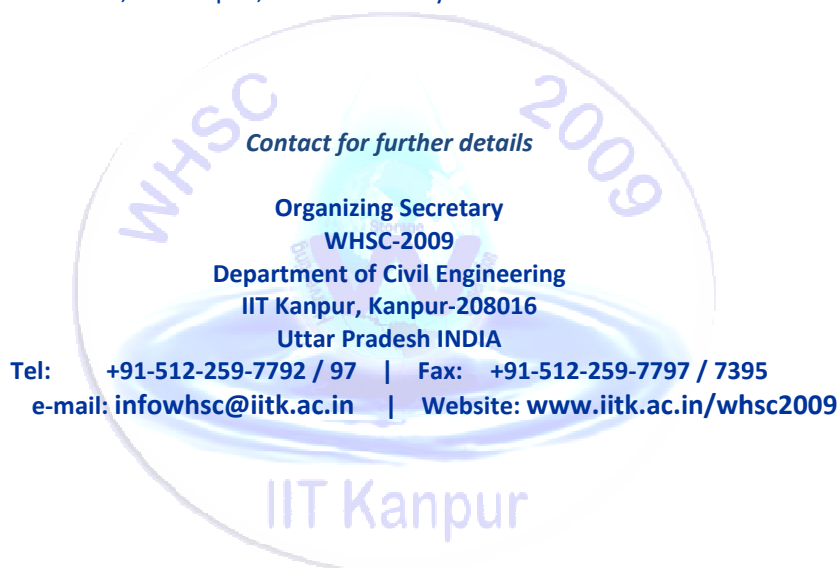 Contact for further details
Organizing Secretary
WHSC-2009
Department of Civil Engineering
IIT Kanpur, Kanpur-208016
Uttar Pradesh INDIA
Tel: +91-512-259-7792 / 97 | Fax: +91-512-259-7797 / 7395
e-mail: infowhsc@iitk.ac.in | Website: www.iitk.ac.in/whsc2009
WHSC 2009
Storage
W
IIT Kanpur